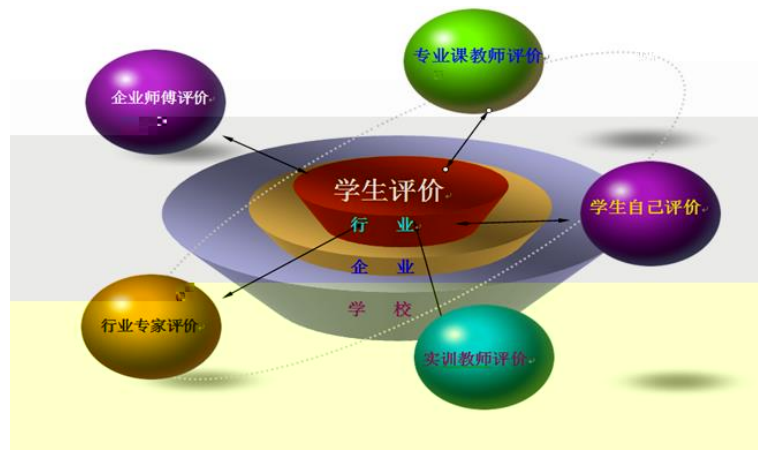 专业课教师评价
企业师傅评价
学生评价
学生自己评价
行 业
企 业
学 校
行业专家评价
实训教师评价